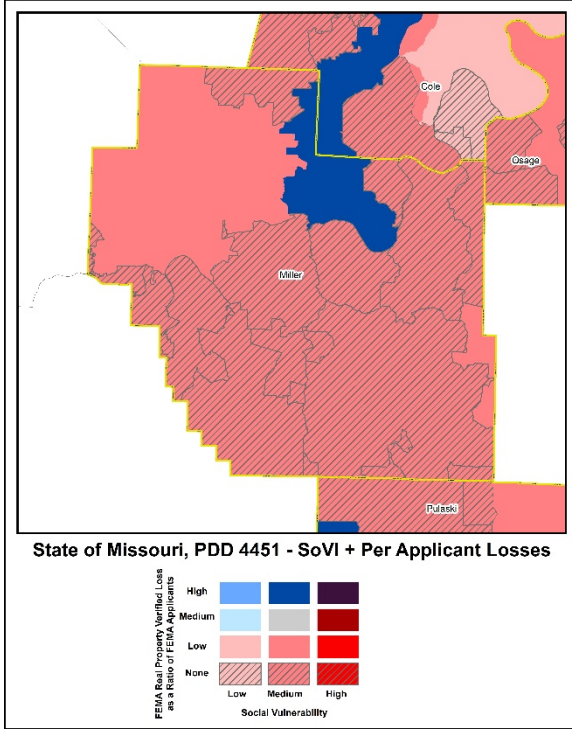 Cole
Osage
Miller
Pulaski
State of Missouri, PDD 4451 - SoVI + Per Applicant Losses
FEMA Real Property Verified Loss
as a Ratio of FEMA Applicants
High
Medium
Low
None
Low
Medium
High
Social Vulnerability